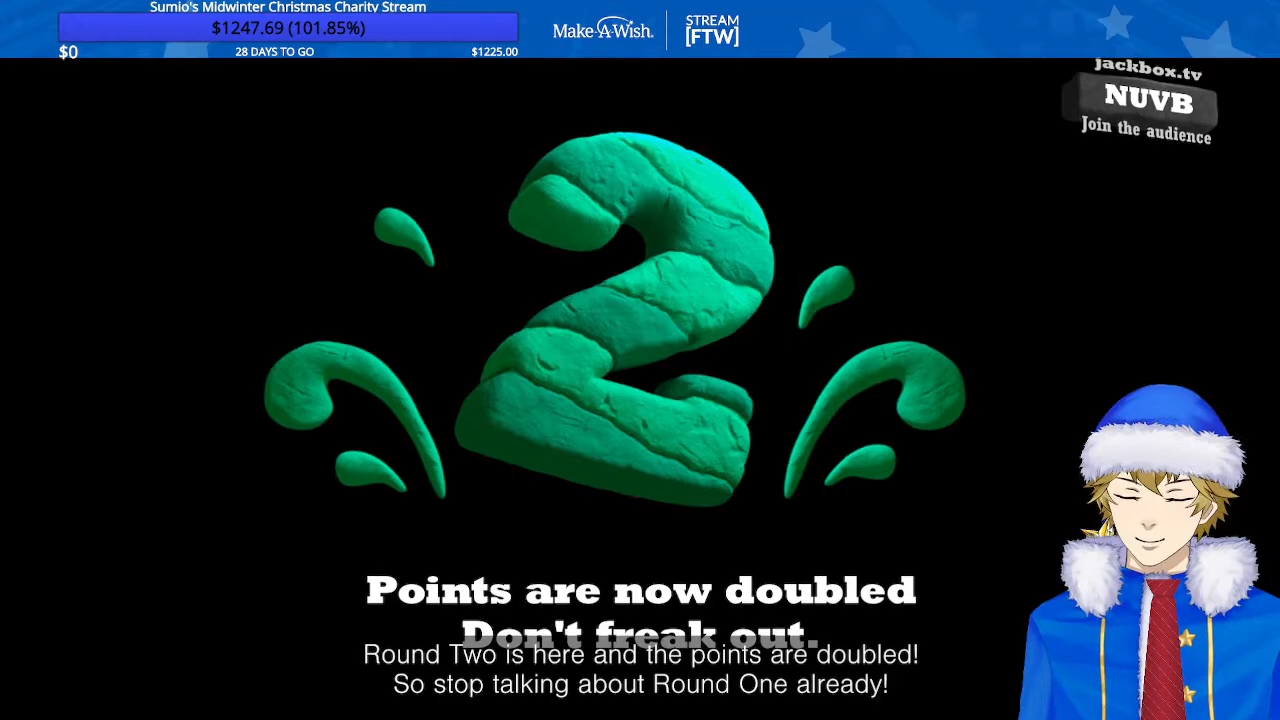 Sumio's Midwinter Christmas Charity Stream
$1247.69 (101.85%)
$0
28 DAYS TO GO
$1225.00
Make-A-Wish.
STREAM
[FTW]
jackbox.tv
NUVB
Join the audience
2
Points are now doubled
Don't freak out.
Round Two is here and the points are doubled!
So stop talking about Round One already!